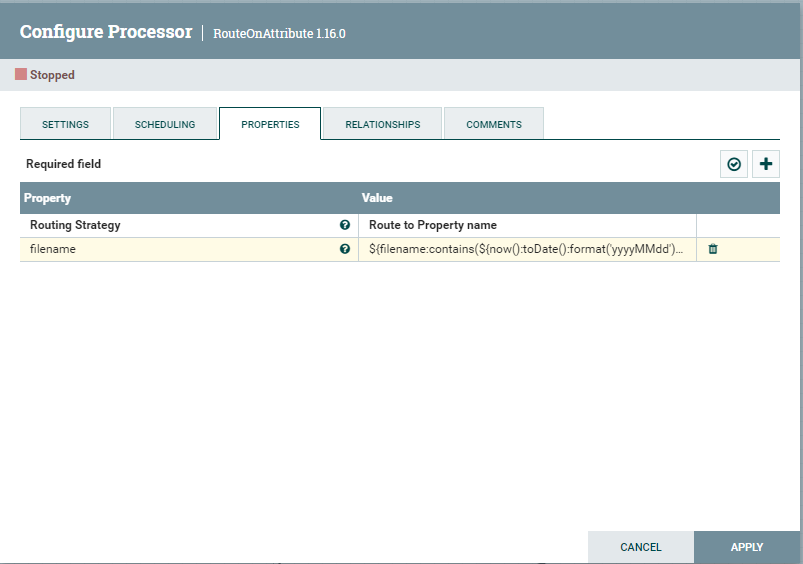 Configure Processor | RouteOnAttribute 1.16.0
Stopped
SETTINGS SCHEDULING PROPERTIES RELATIONSHIPS COMMENTS
Required field
Property Value
Routing Strategy Route to Property name
filename ${filename:contains(${now():toDate():format('yyyyMMdd')...
CANCEL APPLY